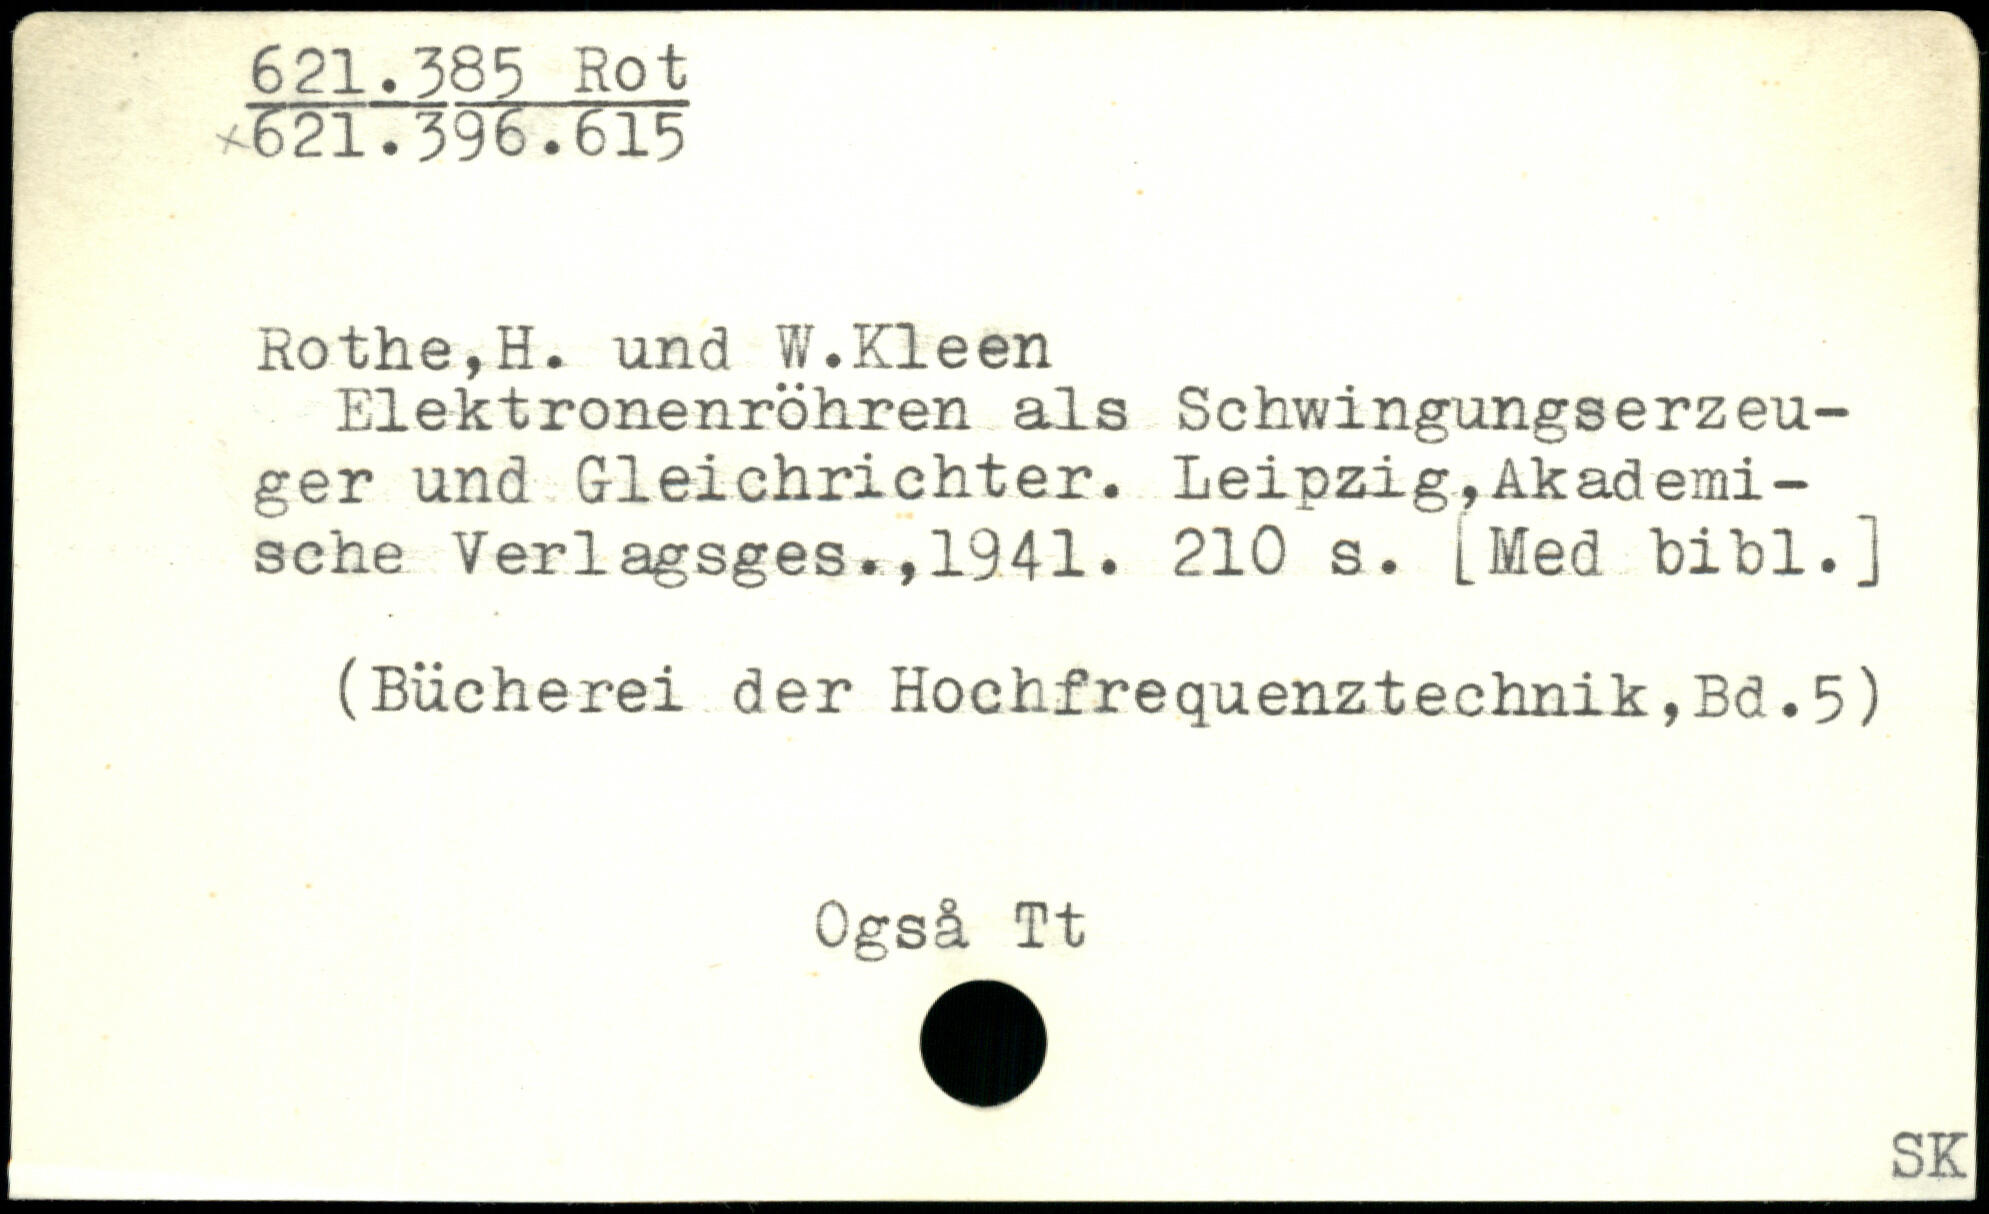 621.385 Rot
×621.396.615
Rothe,H. und W.Kleen
Elektronenröhren als Schwingungserzeu-
ger und Gleichrichter. Leipzig,Akademi-
sche Verlagsges.,1941. 210 s. [Med bibl.]
(Bücherei der Hochfrequenztechnik,Bd.5)
Også Tt
SK